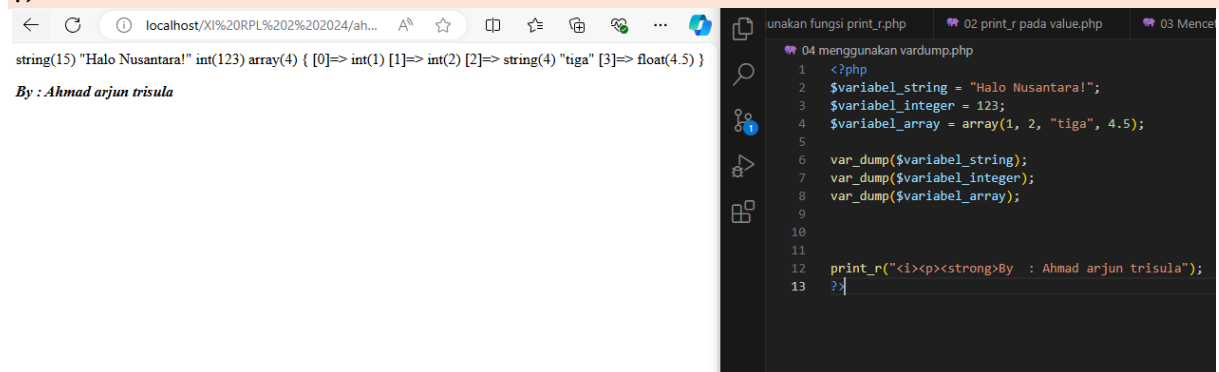 localhost/XI%20RPL%202%202024/ah...
string(15) "Halo Nusantara!" int(123) array(4) { [0]=> int(1) [1]=> int(2) [2]=> string(4) "tiga" [3]=> float(4.5) }
By : Ahmad arjun trisula
unakan fungsi print_r.php 02 print_r pada value.php 03 Mencet
04 menggunakan vardump.php
1 <?php
2 $variabel_string = "Halo Nusantara!";
3 $variabel_integer = 123;
4 $variabel_array = array(1, 2, "tiga", 4.5);
5
6 var_dump($variabel_string);
7 var_dump($variabel_integer);
8 var_dump($variabel_array);
9
10
11
12 print_r("<i><p><strong>By  : Ahmad arjun trisula");
13 ?>
1